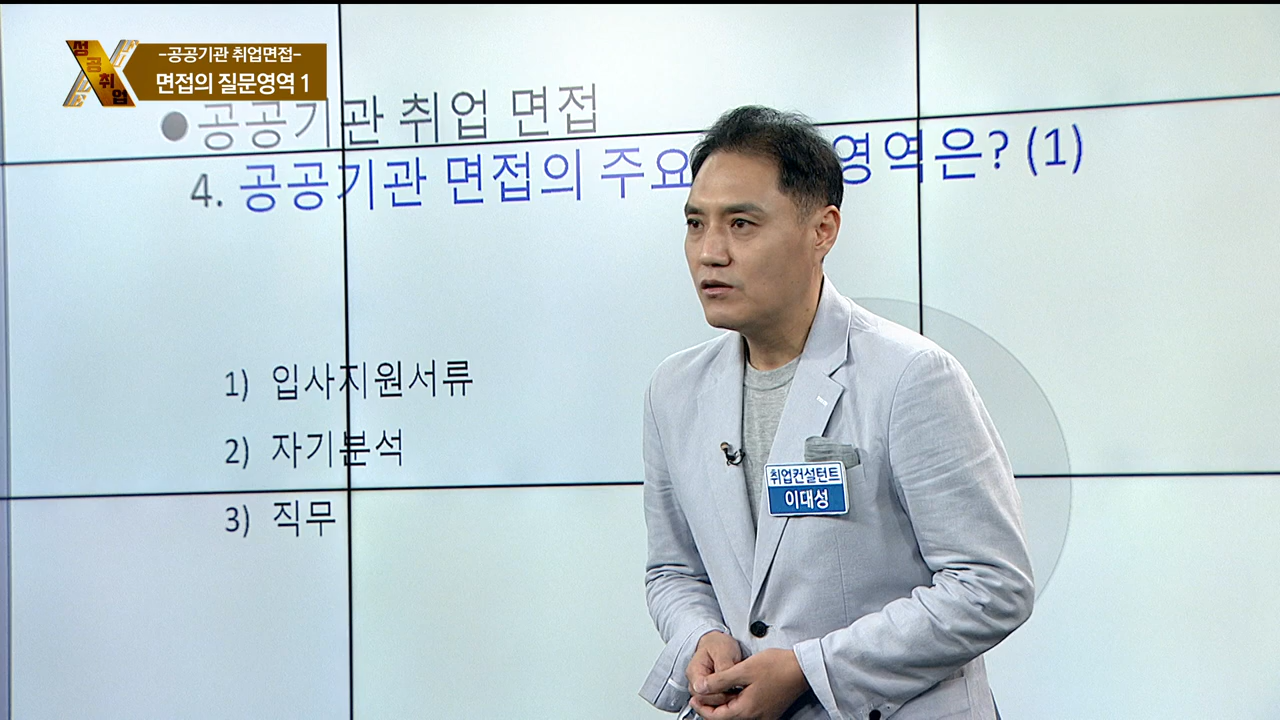 성공취업
-공공기관 취업면접-
면접의 질문영역 1
●공공기관 취업 면접
4. 공공기관 면접의 주요 영역은? (1)
1) 입사지원서류
2) 자기분석
3) 직무
취업컨설턴트
이대성